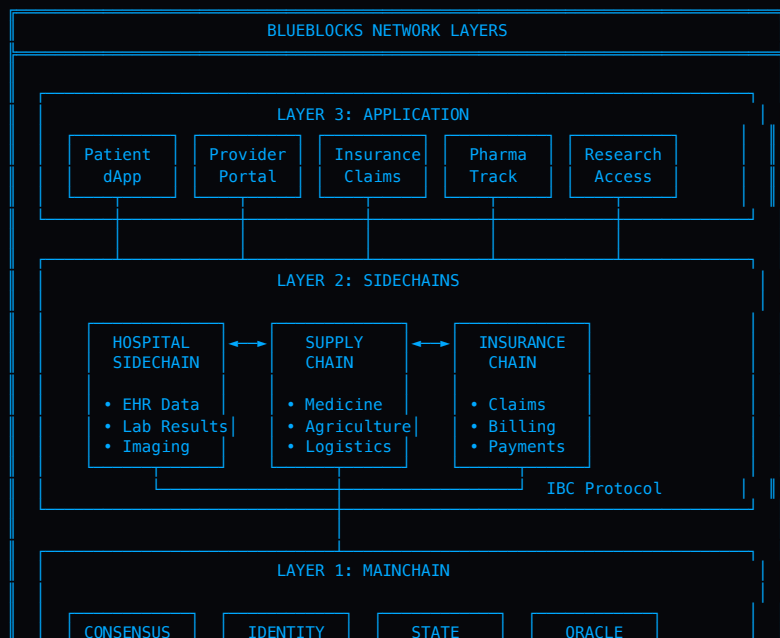 BLUEBLOCKS NETWORK LAYERS
LAYER 3: APPLICATION
Patient Provider Insurance Pharma Research
dApp Portal Claims Track Access
LAYER 2: SIDECHAINS
HOSPITAL SUPPLY INSURANCE
SIDECHAIN CHAIN CHAIN
• EHR Data • Medicine • Claims
• Lab Results • Agriculture • Billing
• Imaging • Logistics • Payments
IBC Protocol
LAYER 1: MAINCHAIN
CONSENSUS IDENTITY STATE ORACLE